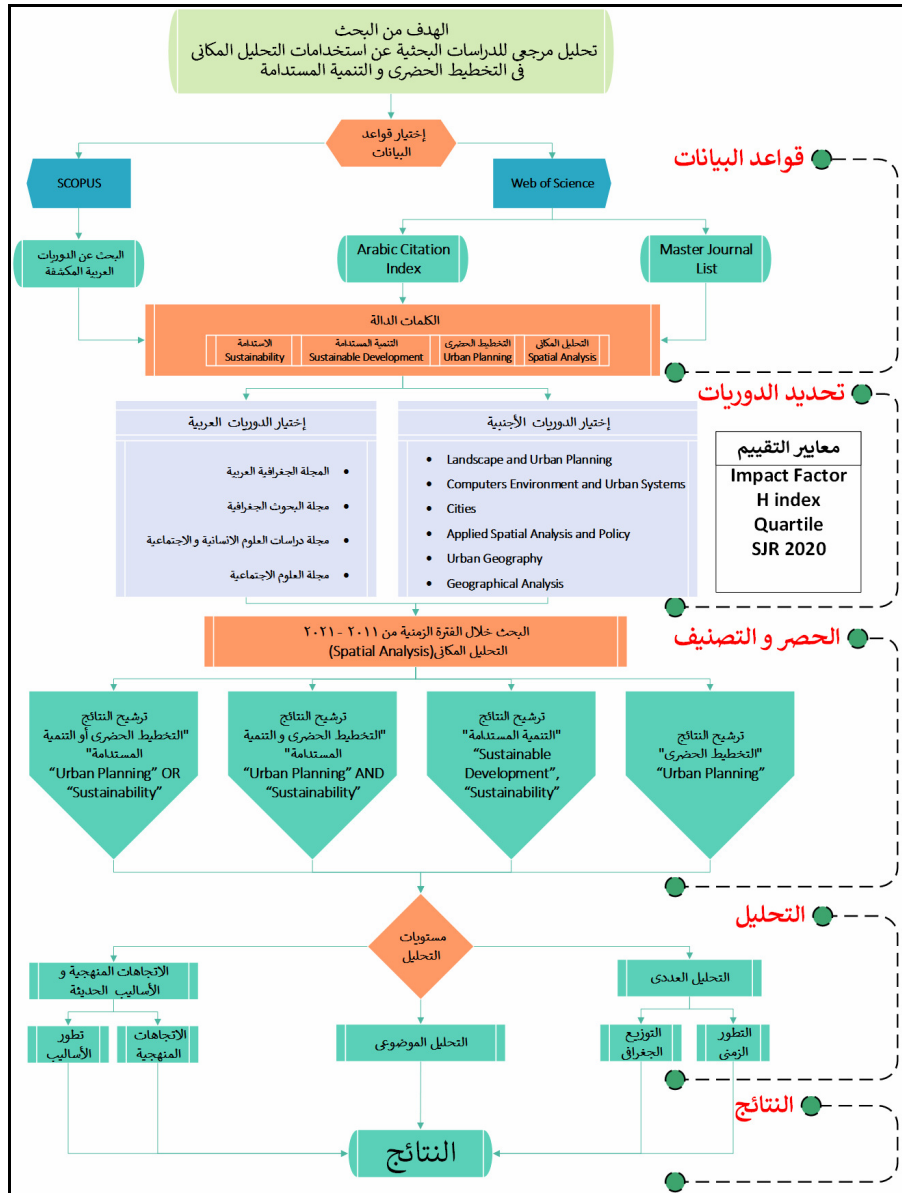 الهدف من البحث
تحليل مرجعى للدراسات البحثية عن استخدامات التحليل المكانى
فى التخطيط الحضرى و التنمية المستدامة
إختيار قواعد
البيانات
قواعد البيانات
SCOPUS
Web of Science
البحث عن الدوريات
العربية المكشفة
Arabic Citation
Index
Master Journal
List
الكلمات الدالة
التحليل المكانى
Spatial Analysis
التخطيط الحضرى
Urban Planning
التنمية المستدامة
Sustainable Development
الاستدامة
Sustainability
تحديد الدوريات
إختيار الدوريات الأجنبية
Landscape and Urban Planning
Computers Environment and Urban Systems
Cities
Applied Spatial Analysis and Policy
Urban Geography
Geographical Analysis
إختيار الدوريات العربية
المجلة الجغرافية العربية
مجلة البحوث الجغرافية
مجلة دراسات العلوم الانسانية و الاجتماعية
مجلة العلوم الاجتماعية
معايير التقييم
Impact Factor
H index
Quartile
SJR 2020
الحصر و التصنيف
البحث خلال الفترة الزمنية من ٢٠١١ - ٢٠٢١
التحليل المكانى(Spatial Analysis)
ترشيح النتائج
"التخطيط الحضرى"
“Urban Planning”
ترشيح النتائج
"التنمية المستدامة"
“Sustainable
Development”,
“Sustainability”
ترشيح النتائج
"التخطيط الحضرى و التنمية
المستدامة"
“Urban Planning” AND
“Sustainability”
ترشيح النتائج
"التخطيط الحضرى أو التنمية
المستدامة"
“Urban Planning” OR
“Sustainability”
التحليل
مستويات
التحليل
التحليل العددى
الاتجاهات المنهجية و
الأساليب الحديثة
التطور
الزمنى
التوزيع
الجغرافى
التحليل الموضوعى
الاتجاهات
المنهجية
تطور
الأساليب
النتائج
النتائج